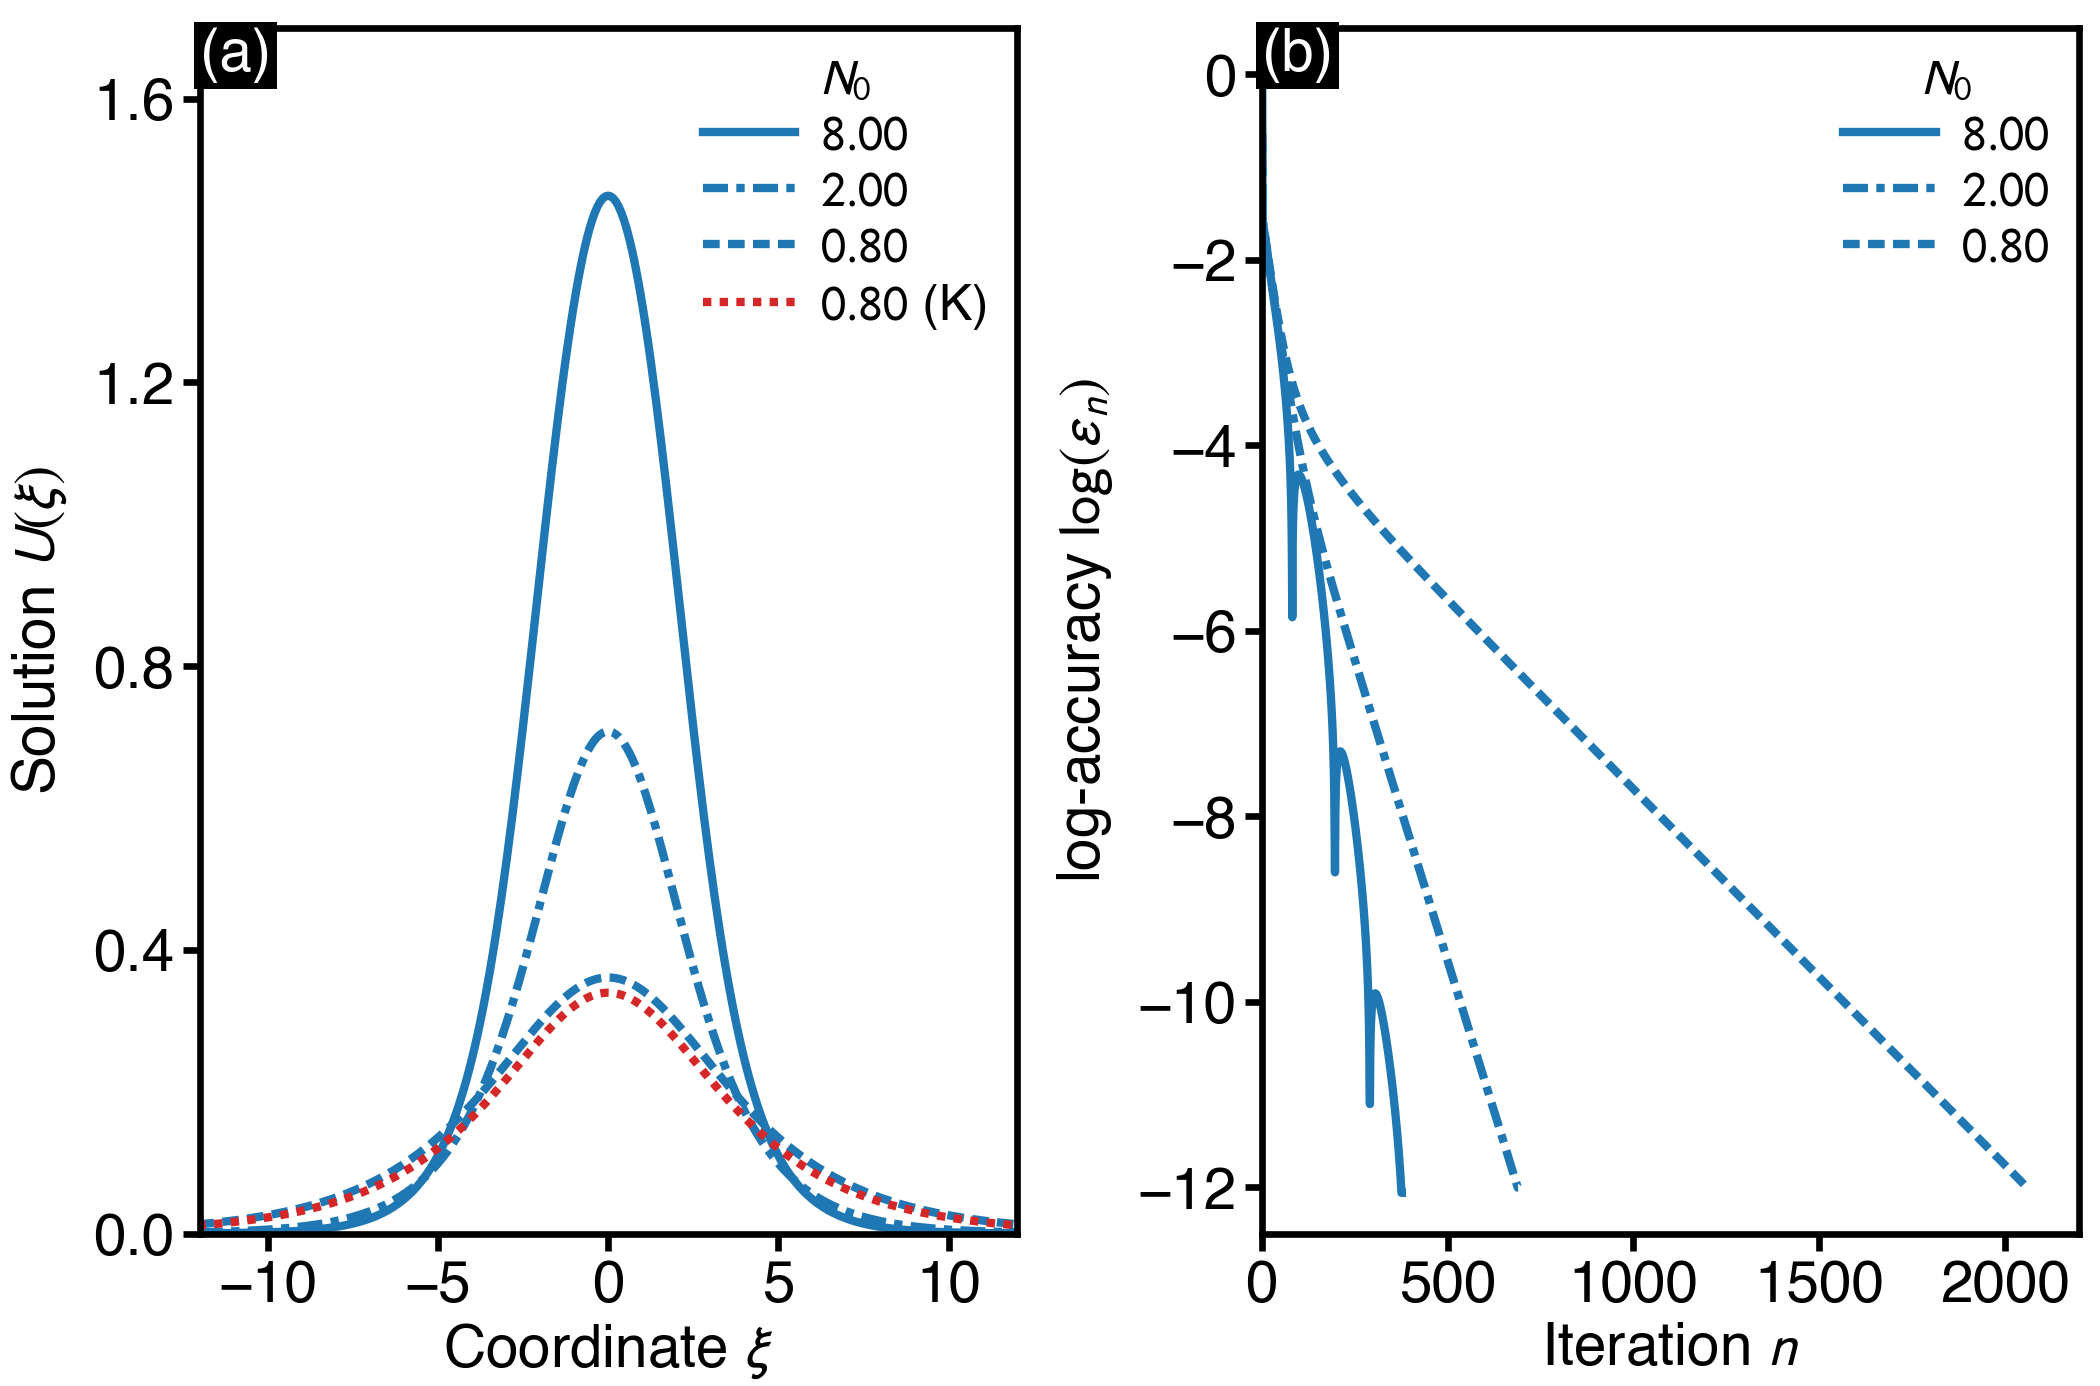 (a)
N0
8.00
2.00
0.80
0.80 (K)
1.6
1.2
0.8
0.4
0.0
−10 −5 0 5 10
Solution U(ξ)
Coordinate ξ
(b)
N0
8.00
2.00
0.80
0
−2
−4
−6
−8
−10
−12
0 500 1000 1500 2000
log-accuracy log(εn)
Iteration n